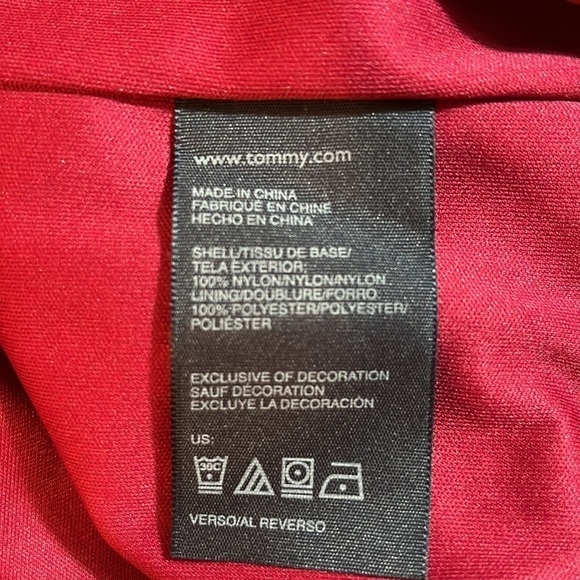 www.tommy.com
MADE IN CHINA
FABRIQUÉ EN CHINE
HECHO EN CHINA
SHELL/TISSU DE BASE/
TELA EXTERIOR:
100% NYLON/NYLON/NYLON
LINING/DOUBLURE/FORRO
100% POLYESTER/POLYESTER/
POLIÉSTER
EXCLUSIVE OF DECORATION
SAUF DÉCORATION
EXCLUYE LA DECORACIÓN
US:
30C
VERSO/AL REVERSO